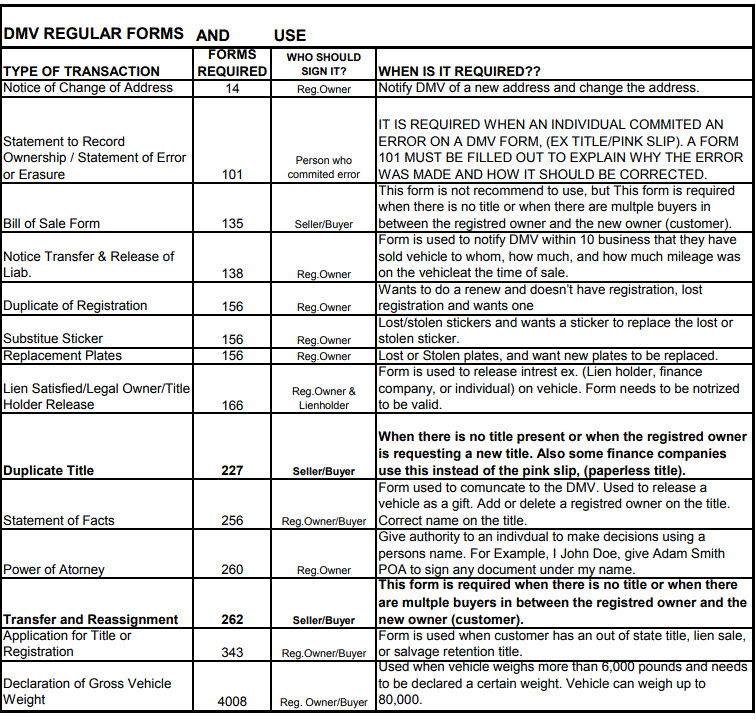 DMV REGULAR FORMS AND USE
TYPE OF TRANSACTION
FORMS
REQUIRED
WHO SHOULD
SIGN IT?
WHEN IS IT REQUIRED??
Notice of Change of Address
14
Reg.Owner
Notify DMV of a new address and change the address.
Statement to Record
Ownership / Statement of Error
or Erasure
101
Person who
commited error
IT IS REQUIRED WHEN AN INDIVIDUAL COMMITED AN
ERROR ON A DMV FORM, (EX TITLE/PINK SLIP). A FORM
101 MUST BE FILLED OUT TO EXPLAIN WHY THE ERROR
WAS MADE AND HOW IT SHOULD BE CORRECTED.
Bill of Sale Form
135
Seller/Buyer
This form is not recommend to use, but This form is required
when there is no title or when there are multple buyers in
between the registred owner and the new owner (customer).
Notice Transfer & Release of
Liab.
138
Reg.Owner
Form is used to notify DMV within 10 business that they have
sold vehicle to whom, how much, and how much mileage was
on the vehicleat the time of sale.
Duplicate of Registration
156
Reg.Owner
Wants to do a renew and doesn't have registration, lost
registration and wants one
Substitue Sticker
156
Reg.Owner
Lost/stolen stickers and wants a sticker to replace the lost or
stolen sticker.
Replacement Plates
156
Reg.Owner
Lost or Stolen plates, and want new plates to be replaced.
Lien Satisfied/Legal Owner/Title
Holder Release
166
Reg.Owner &
Lienholder
Form is used to release intrest ex. (Lien holder, finance
company, or individual) on vehicle. Form needs to be notrized
to be valid.
Duplicate Title
227
Seller/Buyer
When there is no title present or when the registred owner
is requesting a new title. Also some finance companies
use this instead of the pink slip, (paperless title).
Statement of Facts
256
Reg.Owner/Buyer
Form used to comuncate to the DMV. Used to release a
vehicle as a gift. Add or delete a registred owner on the title.
Correct name on the title.
Power of Atorney
260
Reg.Owner
Give authority to an indivdual to make decisions using a
persons name. For Example, I John Doe, give Adam Smith
POA to sign any document under my name.
Transfer and Reassignment
262
Seller/Buyer
This form is required when there is no title or when there
are multple buyers in between the registred owner and the
new owner (customer).
Application for Title or
Registration
343
Reg.Owner/Buyer
Form is used when customer has an out of state title, lien sale,
or salvage retention title.
Declaration of Gross Vehicle
Weight
4008
Reg. Owner/Buyer
Used when vehicle weighs more than 6,000 pounds and needs
to be declared a certain weight. Vehicle can weigh up to
80,000.